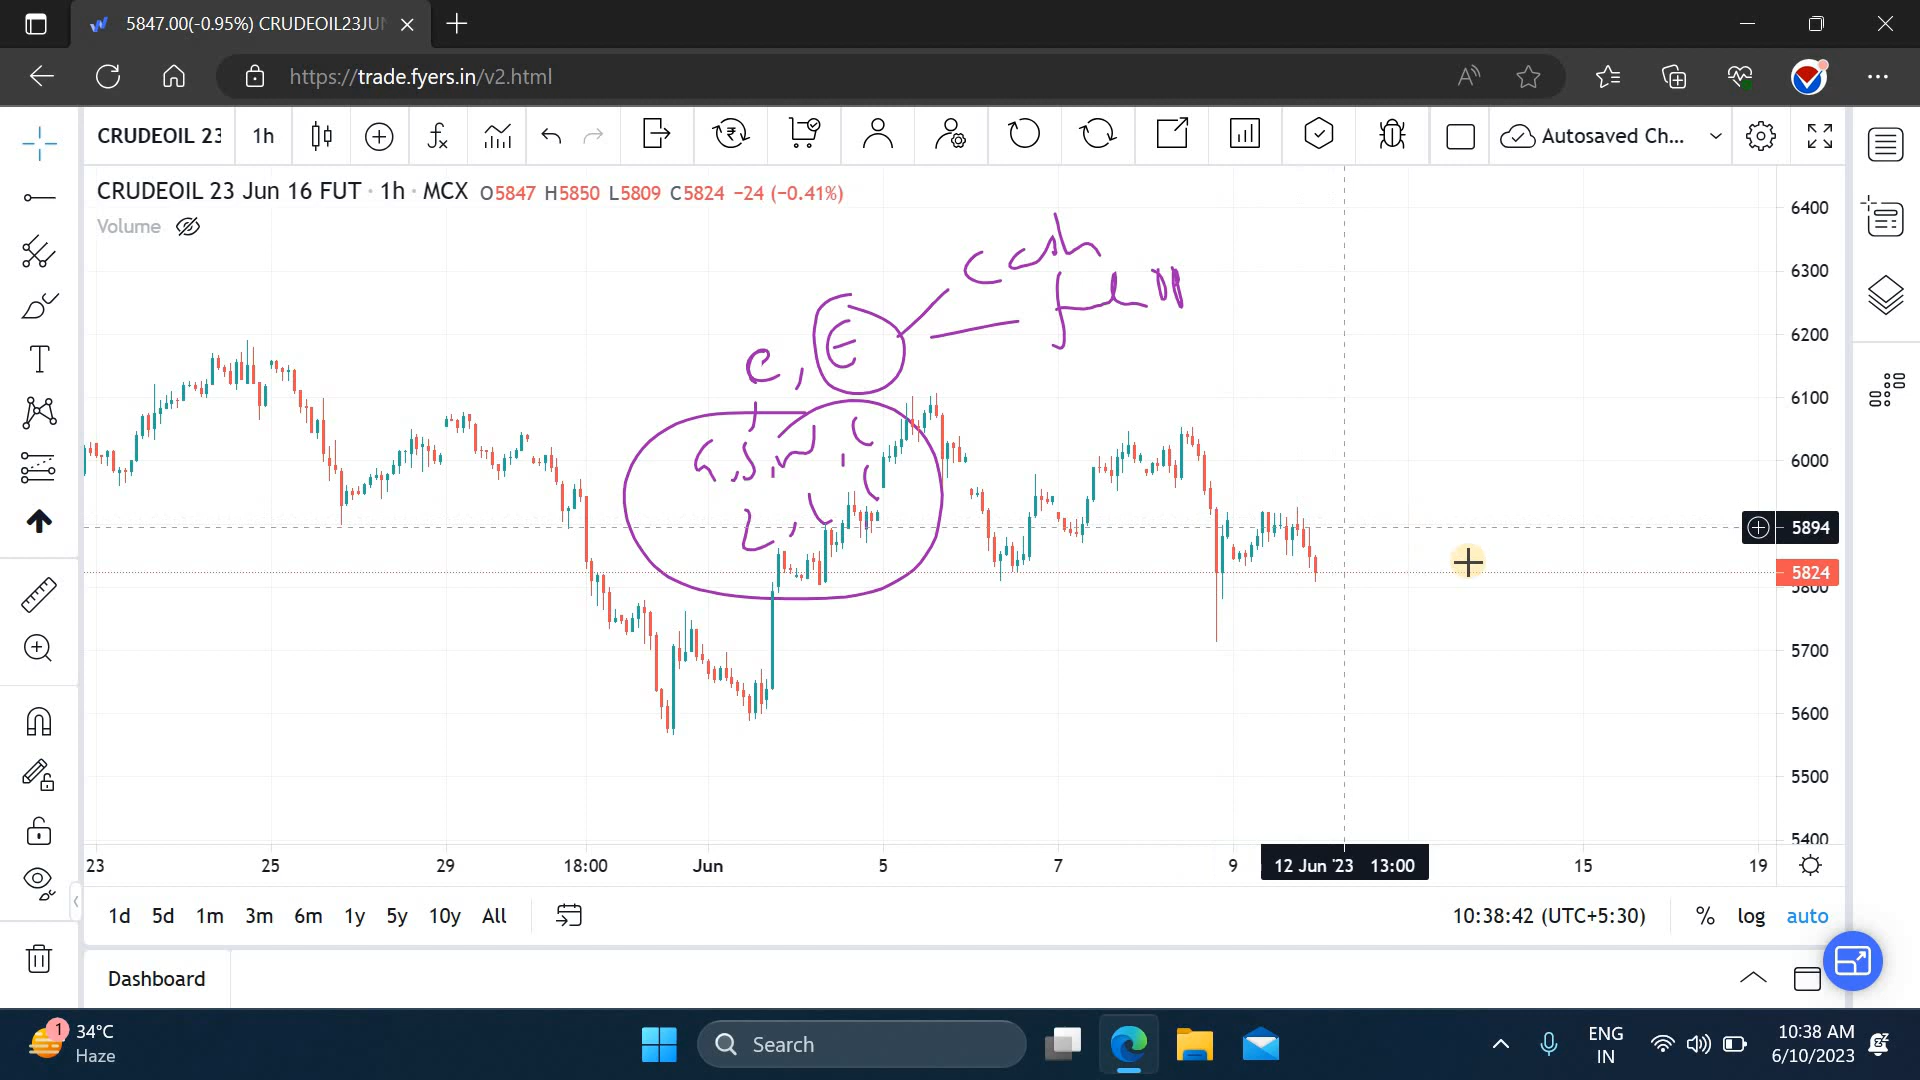 5847.00(-0.95%) CRUDEOIL23JUN
https://trade.fyers.in/v2.html
CRUDEOIL 23 1h Autosaved Ch...
CRUDEOIL 23 Jun 16 FUT · 1h · MCX O5847 H5850 L5809 C5824 −24 (−0.41%)
Volume
cash
E
6400
6300
6200
6100
6000
5894
5824
5800
5700
5600
5500
5400
23 25 29 18:00 Jun 5 7 9 12 Jun '23 13:00 15 19
1d 5d 1m 3m 6m 1y 5y 10y All 10:38:42 (UTC+5:30) % log auto
Dashboard
1 34°C
Haze
Search
ENG
IN
10:38 AM
6/10/2023